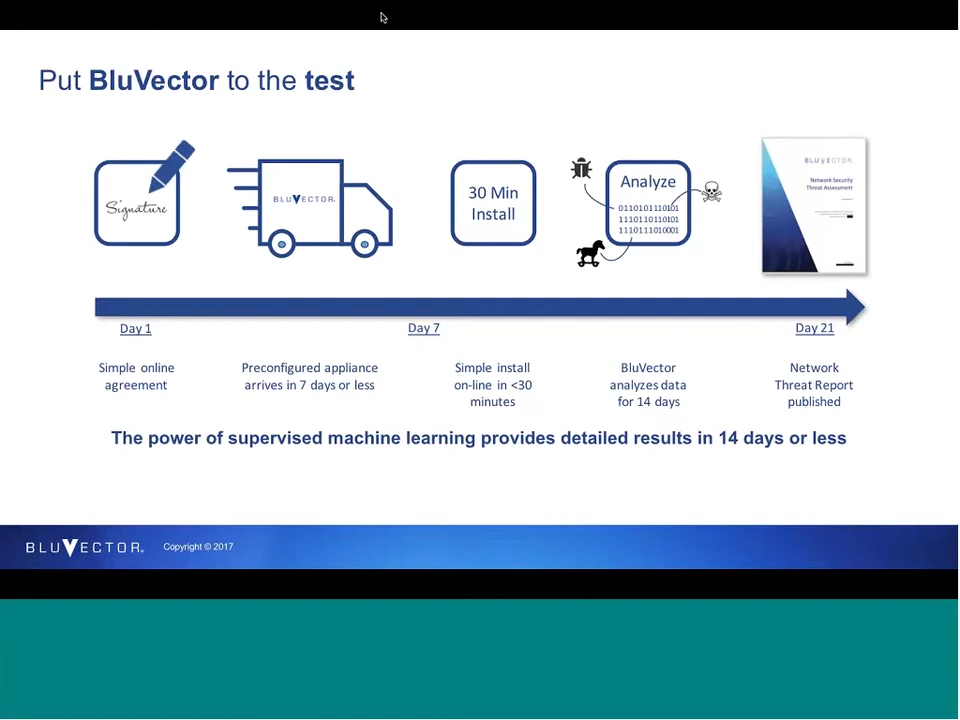 Put BluVector to the test
Signature
BLUVECTOR
30 Min
Install
Analyze
0110101110101
1110110110101
1110111010001
BLUVECTOR
Network Security
Threat Assessment
Day 1
Day 7
Day 21
Simple online
agreement
Preconfigured appliance
arrives in 7 days or less
Simple install
on-line in <30
minutes
BluVector
analyzes data
for 14 days
Network
Threat Report
published
The power of supervised machine learning provides detailed results in 14 days or less
BLUVECTOR®
Copyright © 2017